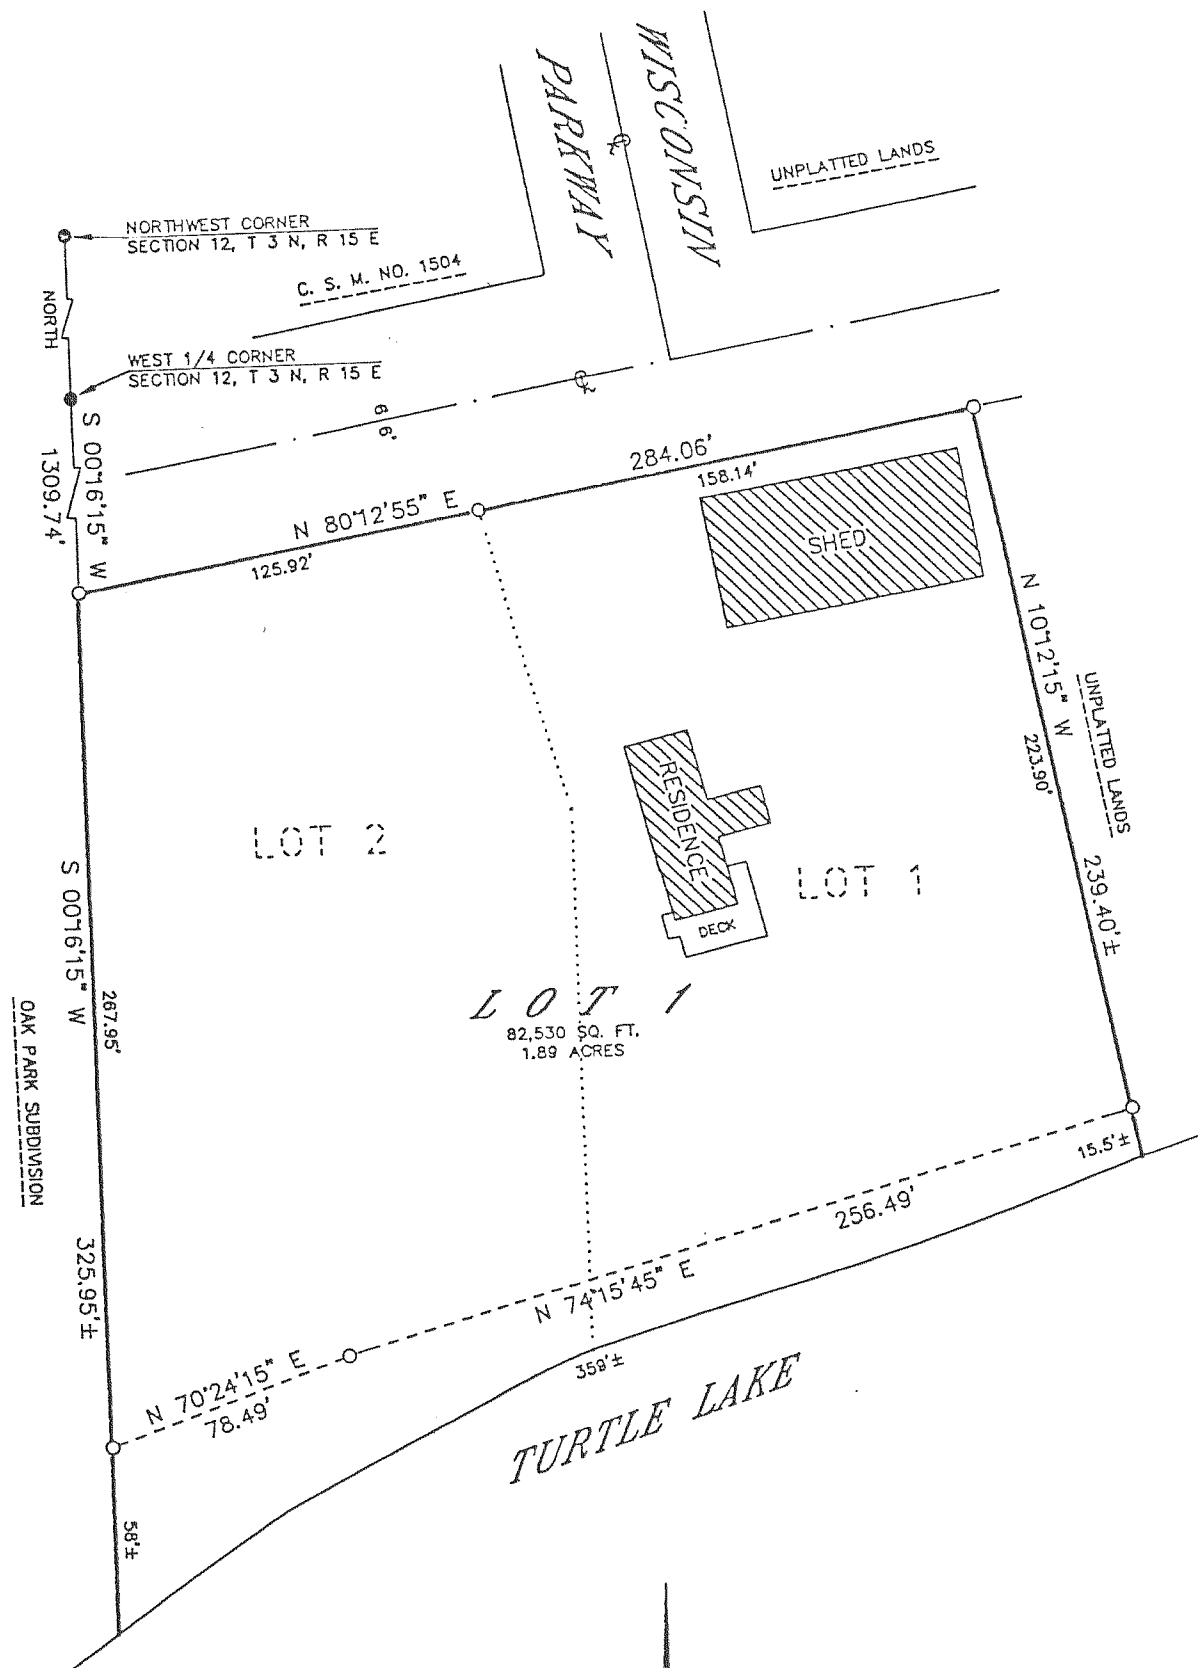 WISCONSIN
PARKWAY
℄
UNPLATTED LANDS
NORTHWEST CORNER
SECTION 12, T 3 N, R 15 E
C. S. M. NO. 1504
NORTH
WEST 1/4 CORNER
SECTION 12, T 3 N, R 15 E
℄
66'
S 00°16'15" W
1309.74'
284.06'
158.14'
N 80°12'55" E
125.92'
SHED
N 10°12'15" W
223.90'
UNPLATTED LANDS
239.40'±
RESIDENCE
LOT 2
LOT 1
DECK
S 00°16'15" W
267.95'
LOT 1
82,530 SQ. FT.
1.89 ACRES
OAK PARK SUBDIVISION
325.95'±
15.5'±
256.49'
N 74°15'45" E
359'±
N 70°24'15" E
78.49'
TURTLE LAKE
58'±